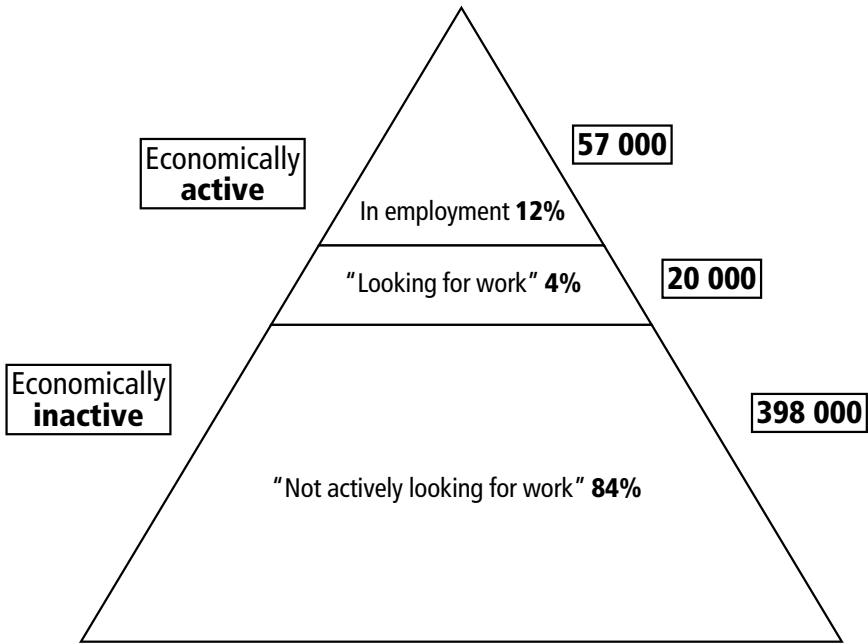 57 000
Economically
active
In employment 12%
"Looking for work" 4%
20 000
Economically
inactive
398 000
"Not actively looking for work" 84%